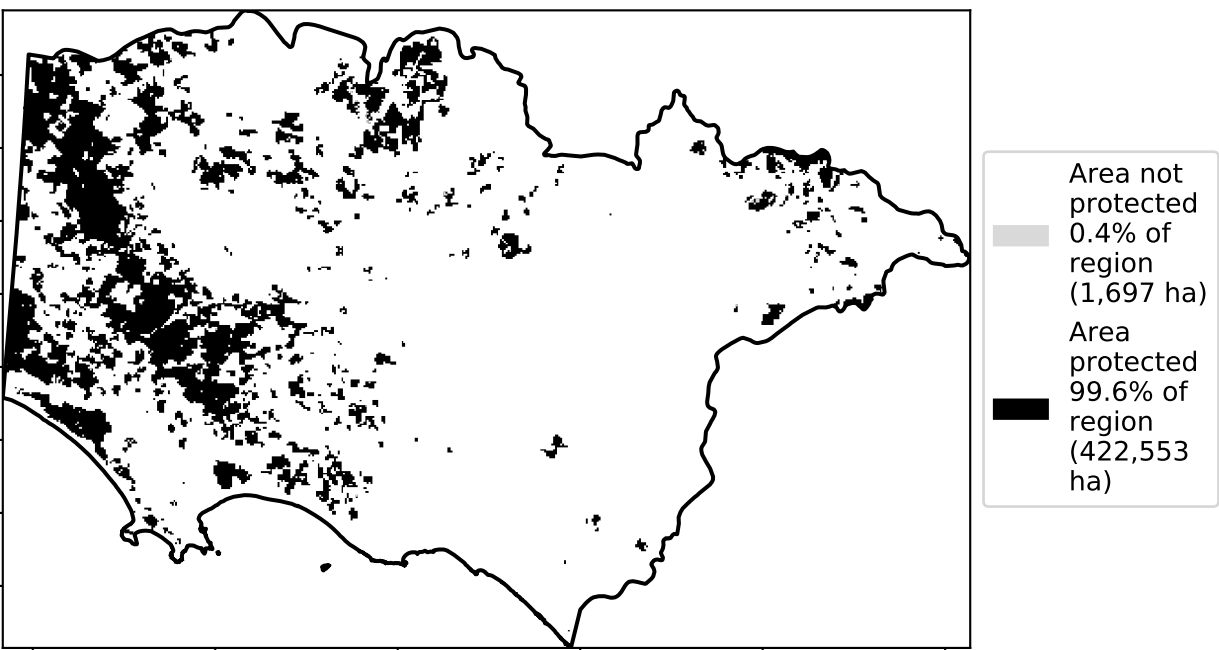 Area not
protected
0.4% of
region
(1,697 ha)
Area
protected
99.6% of
region
(422,553
ha)